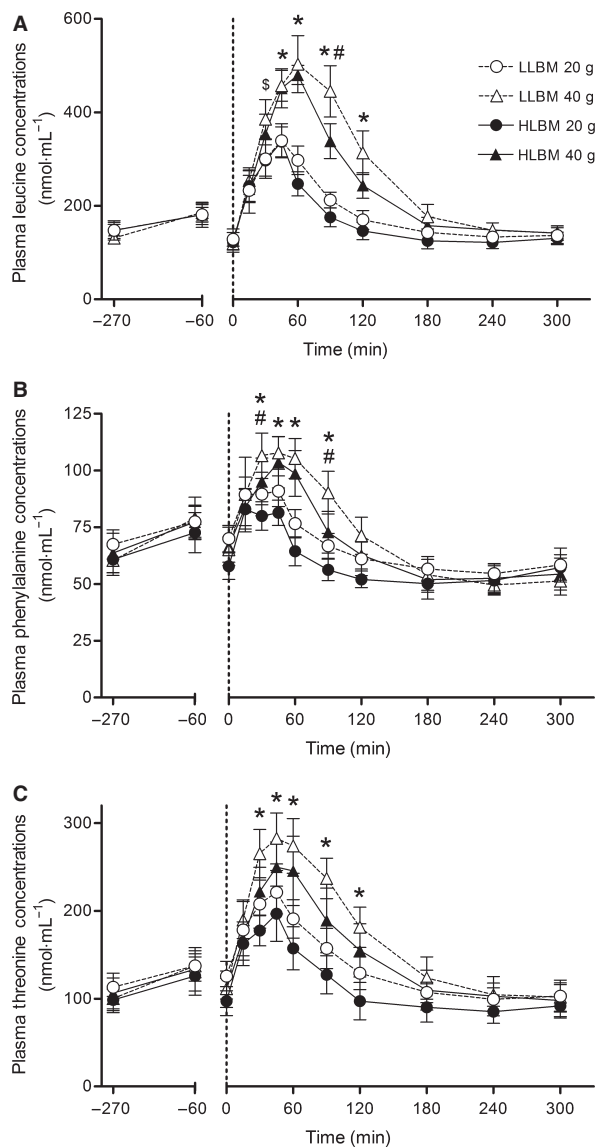 A
Plasma leucine concentrations
(nmol·mL⁻¹)
600
400
200
0
$
*
*
*#
*
LLBM 20 g
LLBM 40 g
HLBM 20 g
HLBM 40 g
−270 −60 0 60 120 180 240 300
Time (min)
B
Plasma phenylalanine concentrations
(nmol·mL⁻¹)
125
100
75
50
25
0
*
#
*
*
*
#
−270 −60 0 60 120 180 240 300
Time (min)
C
Plasma threonine concentrations
(nmol·mL⁻¹)
300
200
100
0
*
*
*
*
*
−270 −60 0 60 120 180 240 300
Time (min)